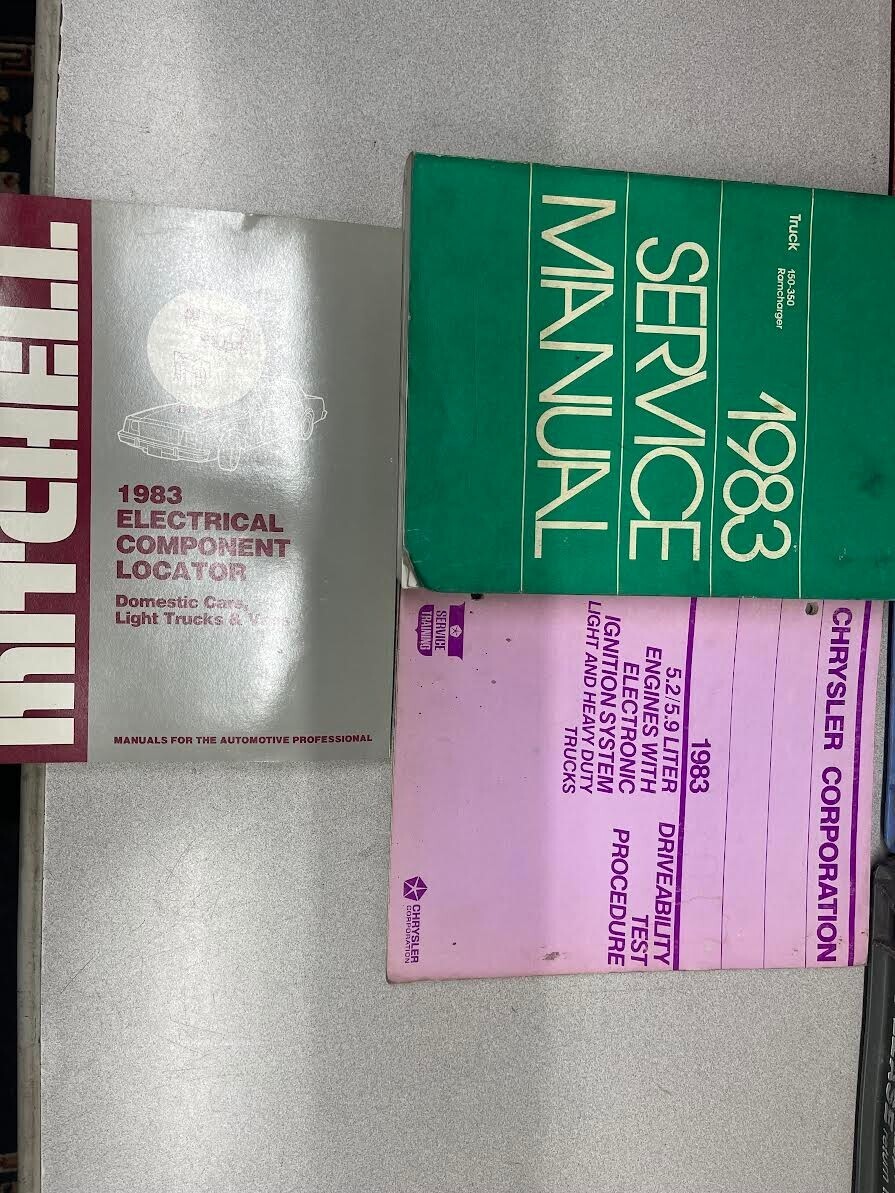 MITCHELL
1983
ELECTRICAL
COMPONENT
LOCATOR
Domestic Cars,
Light Trucks & Vans
MANUALS FOR THE AUTOMOTIVE PROFESSIONAL
Truck
150-350
Ramcharger
1983
SERVICE
MANUAL
CHRYSLER CORPORATION
1983
5.2/5.9 LITER
ENGINES WITH
ELECTRONIC
IGNITION SYSTEM
LIGHT AND HEAVY DUTY
TRUCKS
DRIVEABILITY
TEST
PROCEDURE
SERVICE
TRAINING
CHRYSLER
CORPORATION